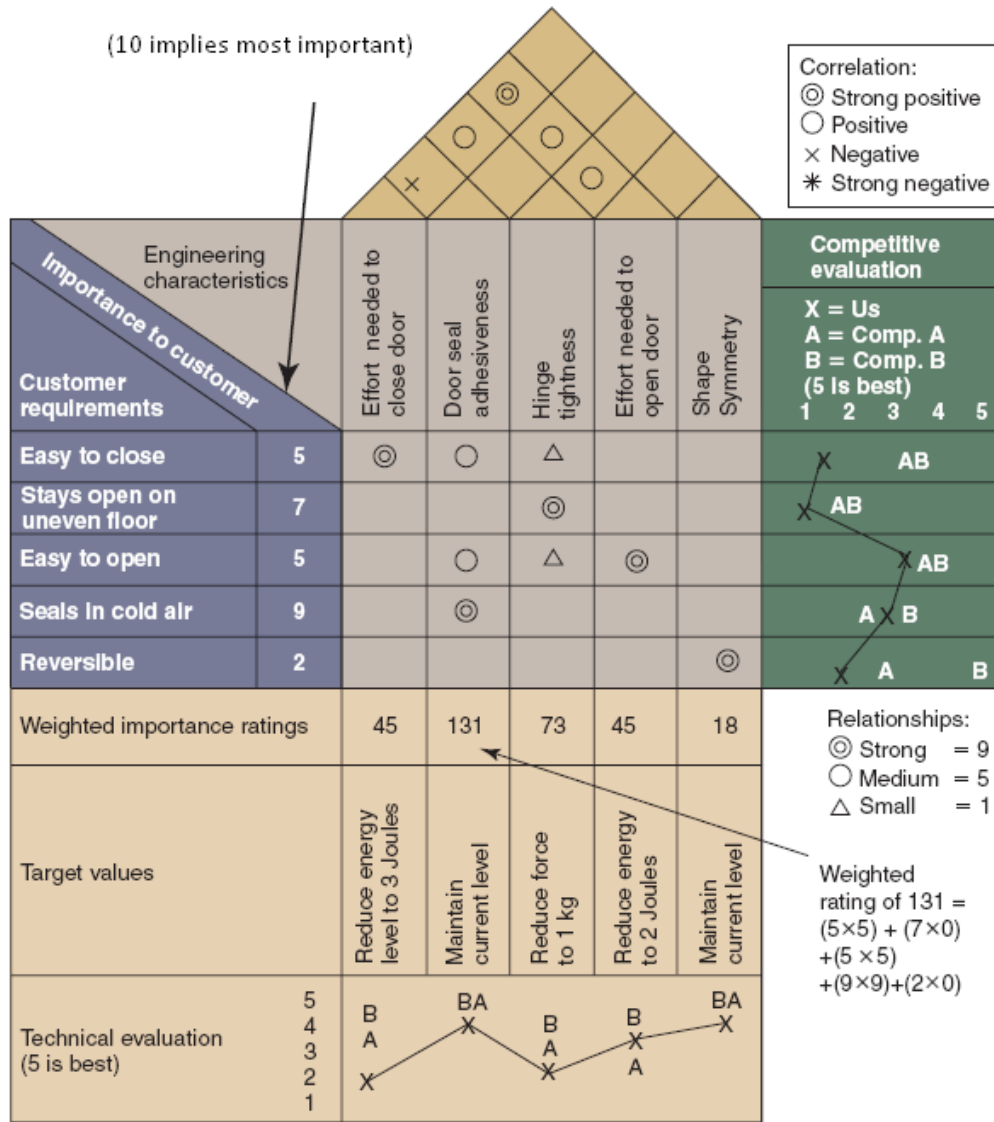 (10 implies most important)
Correlation:
◎ Strong positive
○ Positive
× Negative
✳ Strong negative
Engineering
characteristics
Importance to customer
Customer
requirements
Effort needed to
close door
Door seal
adhesiveness
Hinge
tightness
Effort needed to
open door
Shape
Symmetry
Competitive
evaluation
X = Us
A = Comp. A
B = Comp. B
(5 is best)
1 2 3 4 5
Easy to close 5 ◎ ○ △ X AB
Stays open on
uneven floor 7 ◎ X AB
Easy to open 5 ○ △ ◎ X AB
Seals in cold air 9 ◎ A X B
Reversible 2 ◎ X A B
Weighted importance ratings 45 131 73 45 18
Relationships:
◎ Strong = 9
○ Medium = 5
△ Small = 1
Target values
Reduce energy
level to 3 Joules
Maintain
current level
Reduce force
to 1 kg
Reduce energy
to 2 Joules
Maintain
current level
Weighted
rating of 131 =
(5×5) + (7×0)
+(5 ×5)
+(9×9)+(2×0)
Technical evaluation
(5 is best)
5
4
3
2
1
B
A
X
BA
X
B
A
X
B
X
A
BA
X